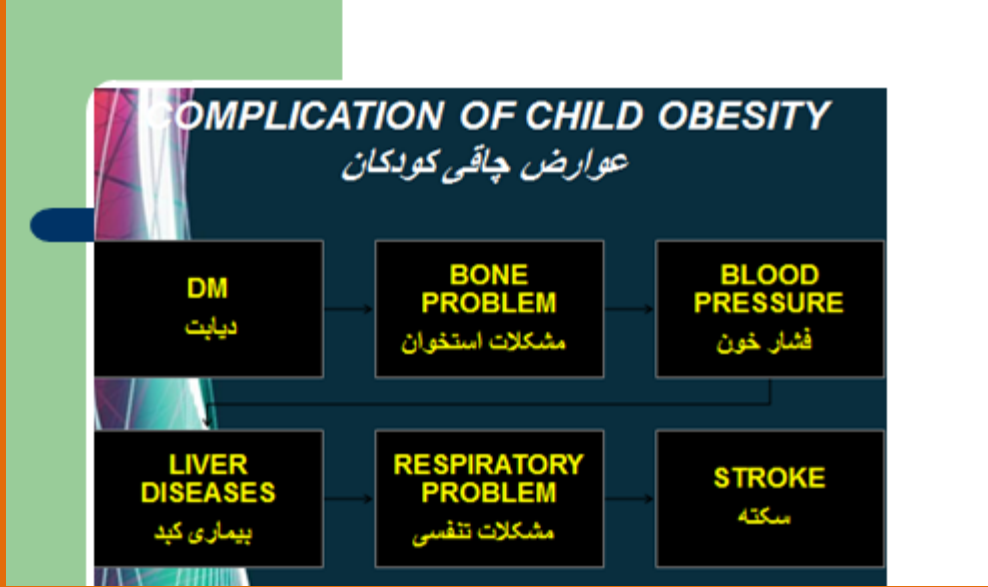 COMPLICATION OF CHILD OBESITY
عوارض چاقی کودکان
DM
دیابت
BONE
PROBLEM
مشکلات استخوان
BLOOD
PRESSURE
فشار خون
LIVER
DISEASES
بیماری کبد
RESPIRATORY
PROBLEM
مشکلات تنفسی
STROKE
سکته